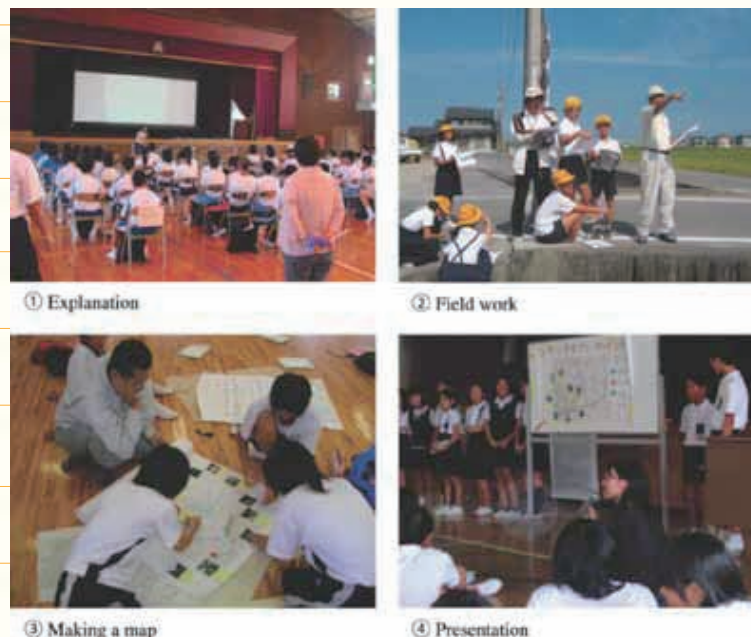 ① Explanation
② Field work
③ Making a map
④ Presentation